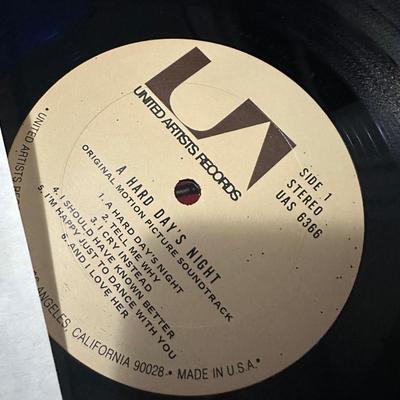 UA
UNITED ARTISTS RECORDS
SIDE 1
STEREO
UAS 6366
A HARD DAY'S NIGHT
ORIGINAL MOTION PICTURE SOUNDTRACK
1. A HARD DAY'S NIGHT
2. TELL ME WHY
3. I CRY INSTEAD
4. I SHOULD HAVE KNOWN BETTER
5. I'M HAPPY JUST TO DANCE WITH YOU
6. AND I LOVE HER
• UNITED ARTISTS
ANGELES, CALIFORNIA 90028 • MADE IN U.S.A. •